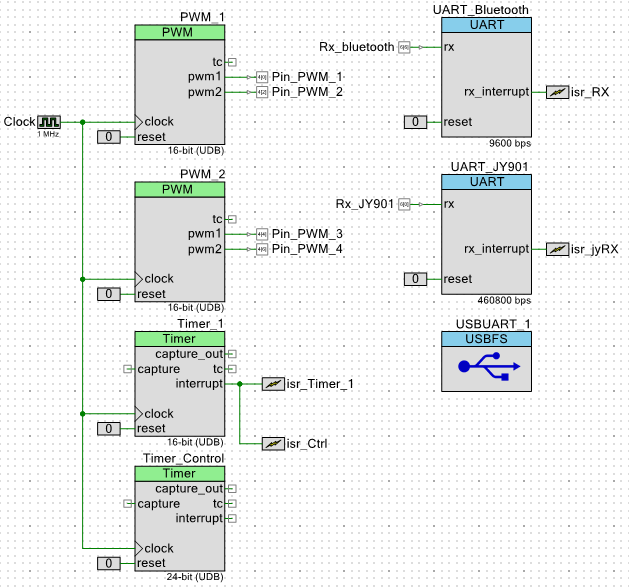 PWM_1
PWM
tc
pwm1
Pin_PWM_1
pwm2
Pin_PWM_2
Clock
1 MHz
clock
0
reset
16-bit (UDB)
PWM_2
PWM
tc
pwm1
Pin_PWM_3
pwm2
Pin_PWM_4
clock
0
reset
16-bit (UDB)
Timer_1
Timer
capture_out
capture
tc
interrupt
isr_Timer_1
clock
0
reset
isr_Ctrl
16-bit (UDB)
Timer_Control
Timer
capture_out
capture
tc
interrupt
clock
0
reset
24-bit (UDB)
UART_Bluetooth
UART
Rx_bluetooth
rx
rx_interrupt
isr_RX
0
reset
9600 bps
UART_JY901
UART
Rx_JY901
rx
rx_interrupt
isr_jyRX
0
reset
460800 bps
USBUART_1
USBFS